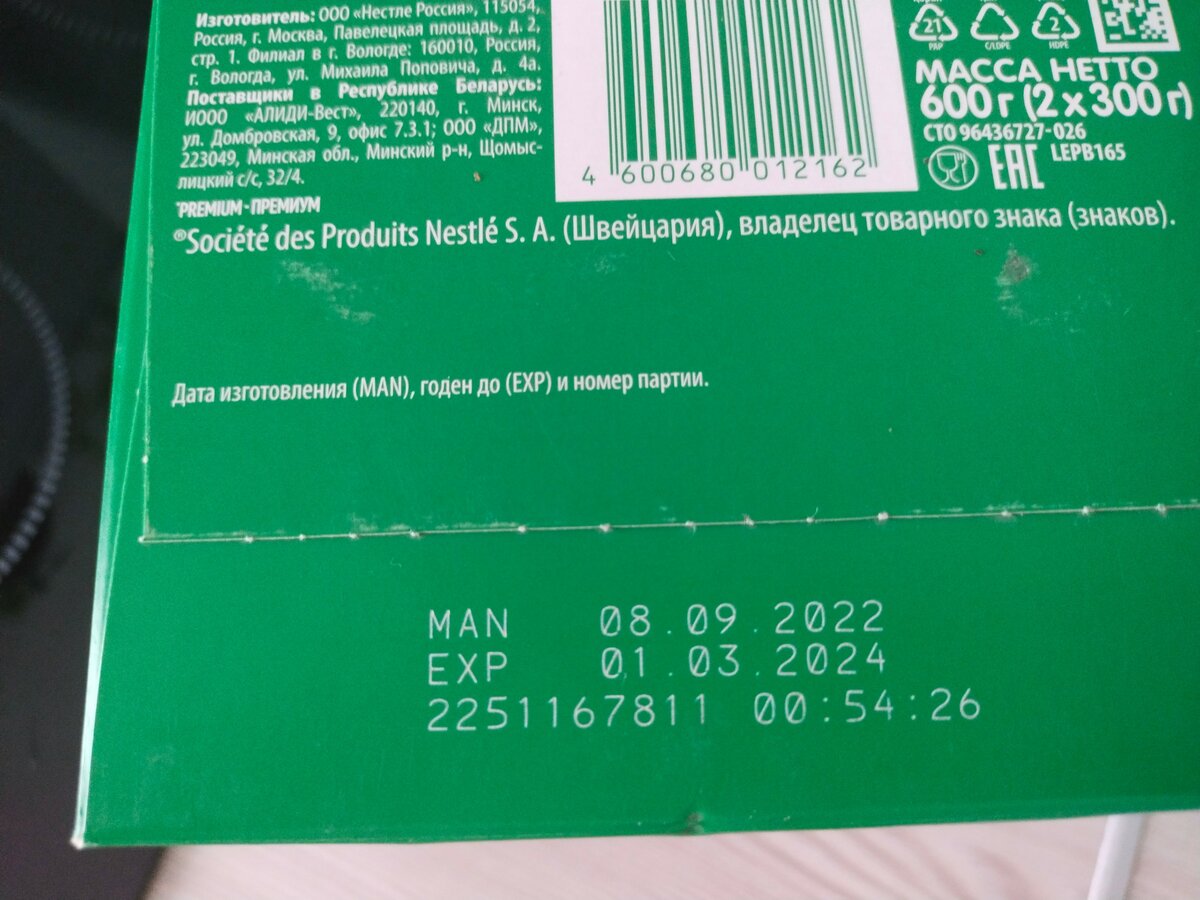 Изготовитель: ООО «Нестле Россия», 115054,
Россия, г. Москва, Павелецкая площадь, д. 2,
стр. 1. Филиал в г. Вологде: 160010, Россия,
г. Вологда, ул. Михаила Поповича, д. 4а.
Поставщики в Республике Беларусь:
ИООО «АЛИДИ-Вест», 220140, г. Минск,
ул. Домбровская, 9, офис 7.3.1; ООО «ДПМ»,
223049, Минская обл., Минский р-н, Щомыс-
лицкий с/с, 32/4.
*PREMIUM - ПРЕМИУМ
®Société des Produits Nestlé S. A. (Швейцария), владелец товарного знака (знаков).
4 600680 012162
21 2
PAP C/LDPE HDPE
МАССА НЕТТО
600 г (2 x 300 г)
СТО 96436727-026
EAC LEPB165
Дата изготовления (MAN), годен до (EXP) и номер партии.
MAN 08.09.2022
EXP 01.03.2024
2251167811 00:54:26